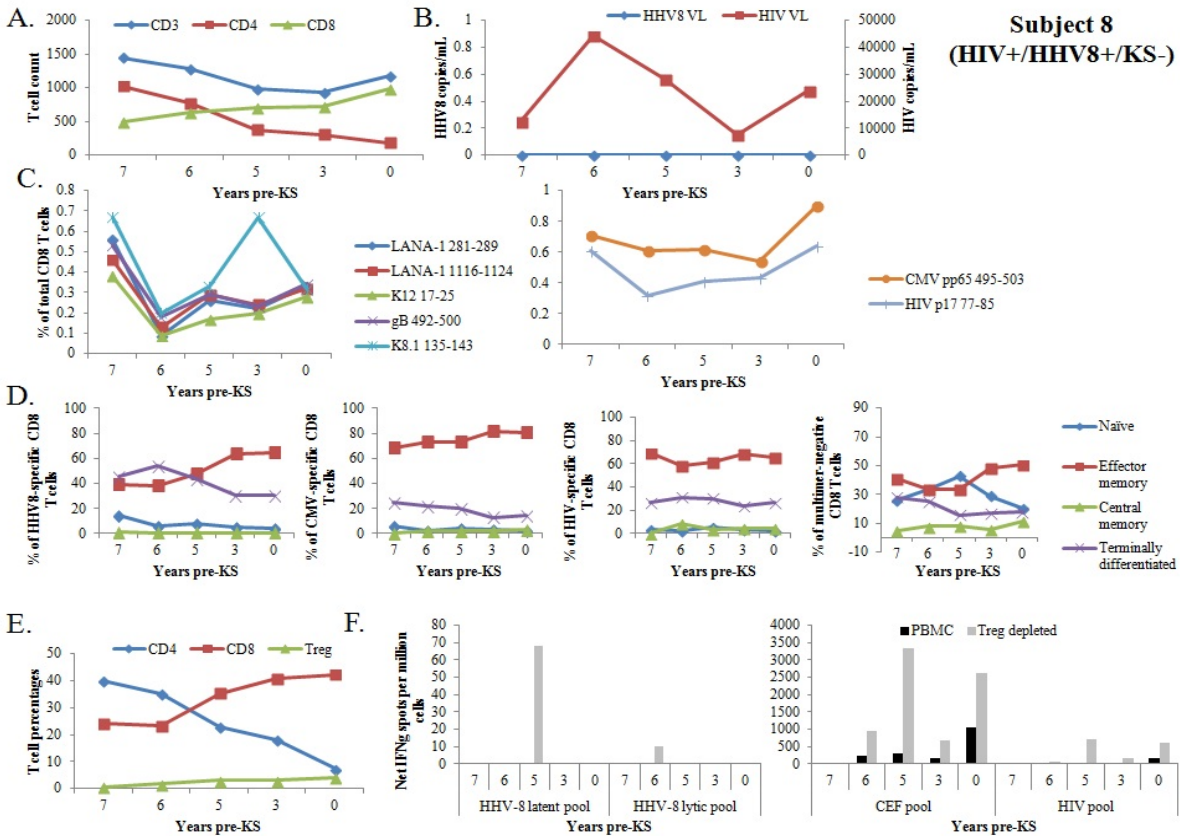 Subject 8
(HIV+/HHV8+/KS-)
A.
CD3 CD4 CD8
T cell count
2000
1500
1000
500
0
7 6 5 3 0
Years pre-KS
B.
HHV8 VL HIV VL
HHV8 copies/mL
1
0.8
0.6
0.4
0.2
0
50000
40000
30000
20000
10000
0
HIV copies/mL
7 6 5 3 0
Years pre-KS
C.
% of total CD8 T cells
0.8
0.7
0.6
0.5
0.4
0.3
0.2
0.1
0
7 6 5 3 0
Years pre-KS
LANA-1 281-289
LANA-1 1116-1124
K12 17-25
gB 492-500
K8.1 135-143
1
0.8
0.6
0.4
0.2
0
7 6 5 3 0
Years pre-KS
CMV pp65 495-503
HIV p17 77-85
D.
% of HHV8-specific CD8
T cells
100
80
60
40
20
0
7 6 5 3 0
Years pre-KS
% of CMV-specific CD8
T cells
100
80
60
40
20
0
7 6 5 3 0
Years pre-KS
% of HIV-specific CD8
T cells
100
80
60
40
20
0
7 6 5 3 0
Years pre-KS
% of multimer-negative
CD8 T cells
90
70
50
30
10
-10
7 6 5 3 0
Years pre-KS
Naïve
Effector
memory
Central
memory
Terminally
differentiated
E.
CD4 CD8 Treg
T cell percentages
50
40
30
20
10
0
7 6 5 3 0
Years pre-KS
F.
Net IFNg spots per million
cells
80
70
60
50
40
30
20
10
0
7 6 5 3 0 7 6 5 3 0
HHV-8 latent pool HHV-8 lytic pool
Years pre-KS
PBMC Treg depleted
4000
3500
3000
2500
2000
1500
1000
500
0
7 6 5 3 0 7 6 5 3 0
CEF pool HIV pool
Years pre-KS